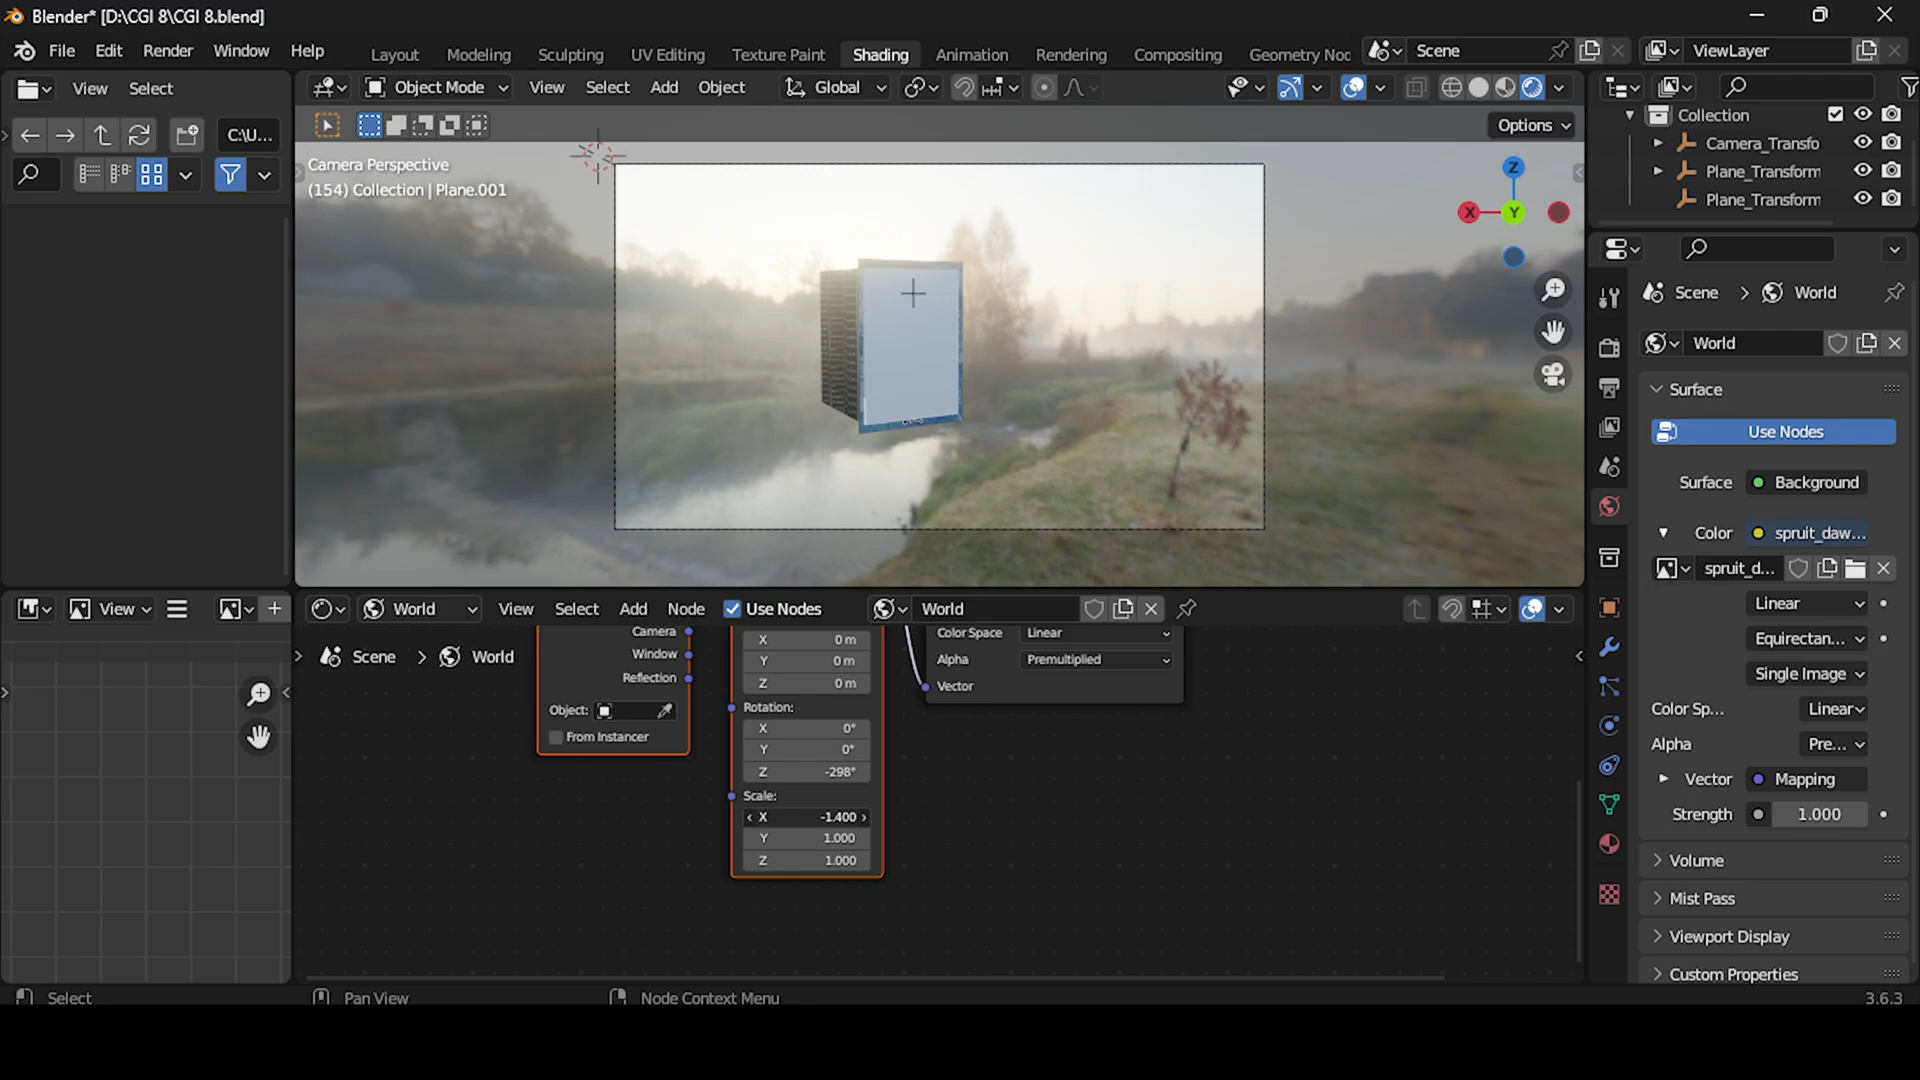 Blender* [D:\CGI 8\CGI 8.blend]
File Edit Render Window Help
Layout Modeling Sculpting UV Editing Texture Paint Shading Animation Rendering Compositing Geometry Noc
Scene
ViewLayer
View Select
Object Mode View Select Add Object Global
C:\U...
Options
Camera Perspective
(154) Collection | Plane.001
Z
X
Y
Collection
Camera_Transfo
Plane_Transform
Plane_Transform
Scene > World
World
Surface
Use Nodes
Surface Background
Color spruit_daw...
spruit_d...
Linear
Equirectan...
Single Image
Color Sp... Linear
Alpha Pre...
Vector Mapping
Strength 1.000
Volume
Mist Pass
Viewport Display
Custom Properties
View
World View Select Add Node Use Nodes World
Scene > World
Camera
Window
Reflection
Object:
From Instancer
X 0 m
Y 0 m
Z 0 m
Rotation:
X 0°
Y 0°
Z -298°
Scale:
X -1.400
Y 1.000
Z 1.000
Color Space Linear
Alpha Premultiplied
Vector
Select Pan View Node Context Menu 3.6.3